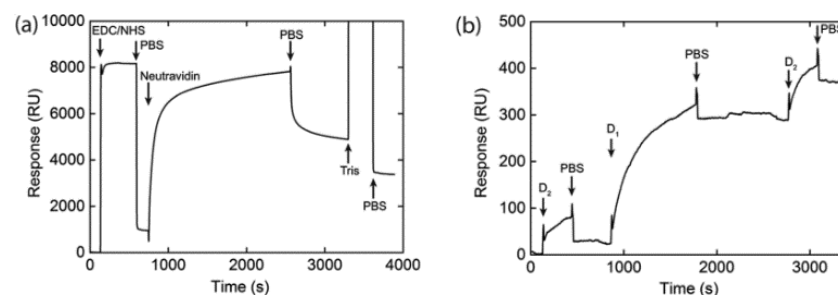 (a)
EDC/NHS
PBS
Neutravidin
PBS
Tris
PBS
10000
8000
6000
4000
2000
0
Response (RU)
0 1000 2000 3000 4000
Time (s)
(b)
D₂
PBS
D₁
PBS
D₂
PBS
500
400
300
200
100
0
Response (RU)
0 1000 2000 3000
Time (s)